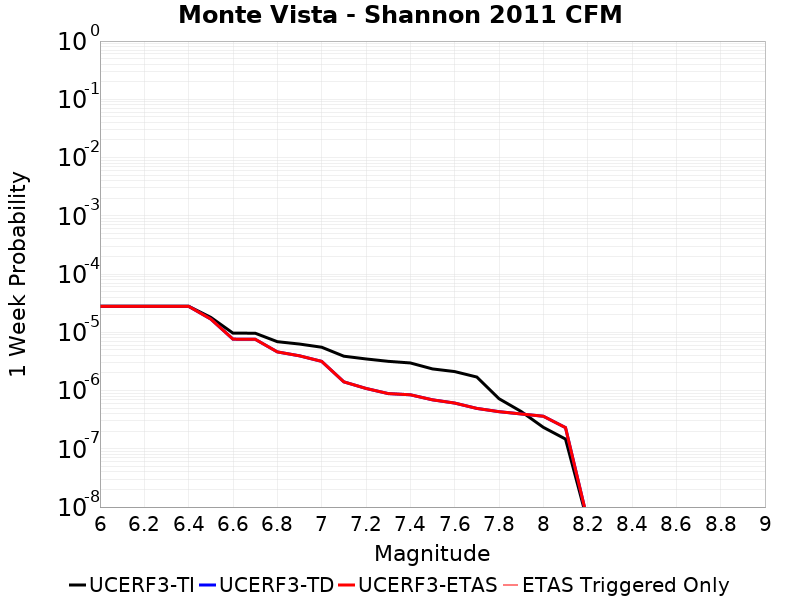 Monte Vista - Shannon 2011 CFM
1 Week Probability
10^0
10^-1
10^-2
10^-3
10^-4
10^-5
10^-6
10^-7
10^-8
6 6.2 6.4 6.6 6.8 7 7.2 7.4 7.6 7.8 8 8.2 8.4 8.6 8.8 9
Magnitude
UCERF3-TI UCERF3-TD UCERF3-ETAS ETAS Triggered Only